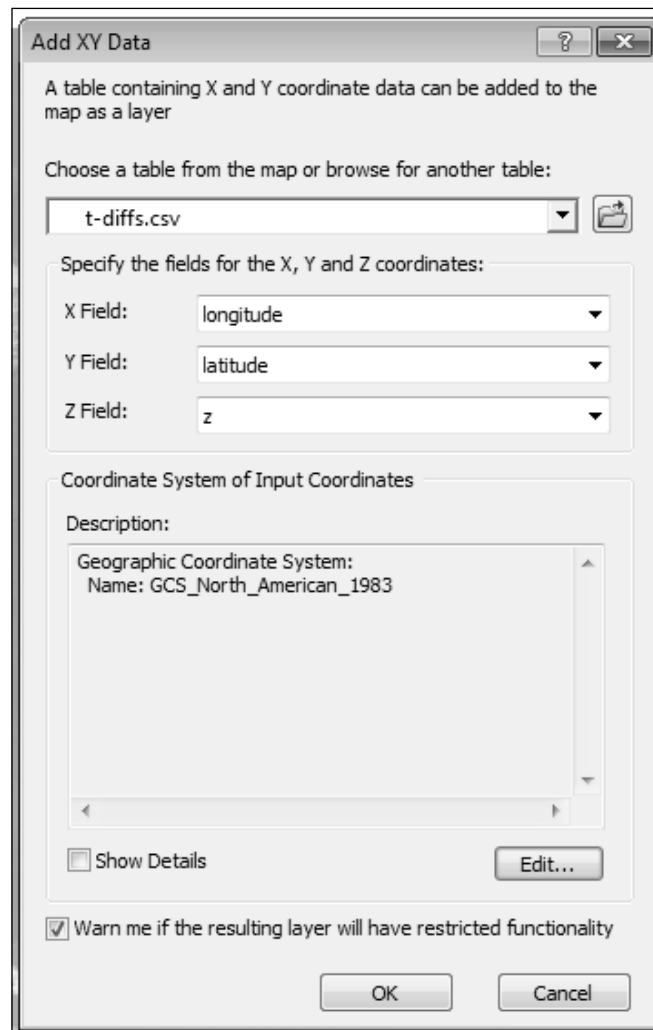 Add XY Data
?
A table containing X and Y coordinate data can be added to the
map as a layer
Choose a table from the map or browse for another table:
t-diffs.csv
Specify the fields for the X, Y and Z coordinates:
X Field:
longitude
Y Field:
latitude
Z Field:
z
Coordinate System of Input Coordinates
Description:
Geographic Coordinate System:
Name: GCS_North_American_1983
Show Details
Edit...
Warn me if the resulting layer will have restricted functionality
OK
Cancel